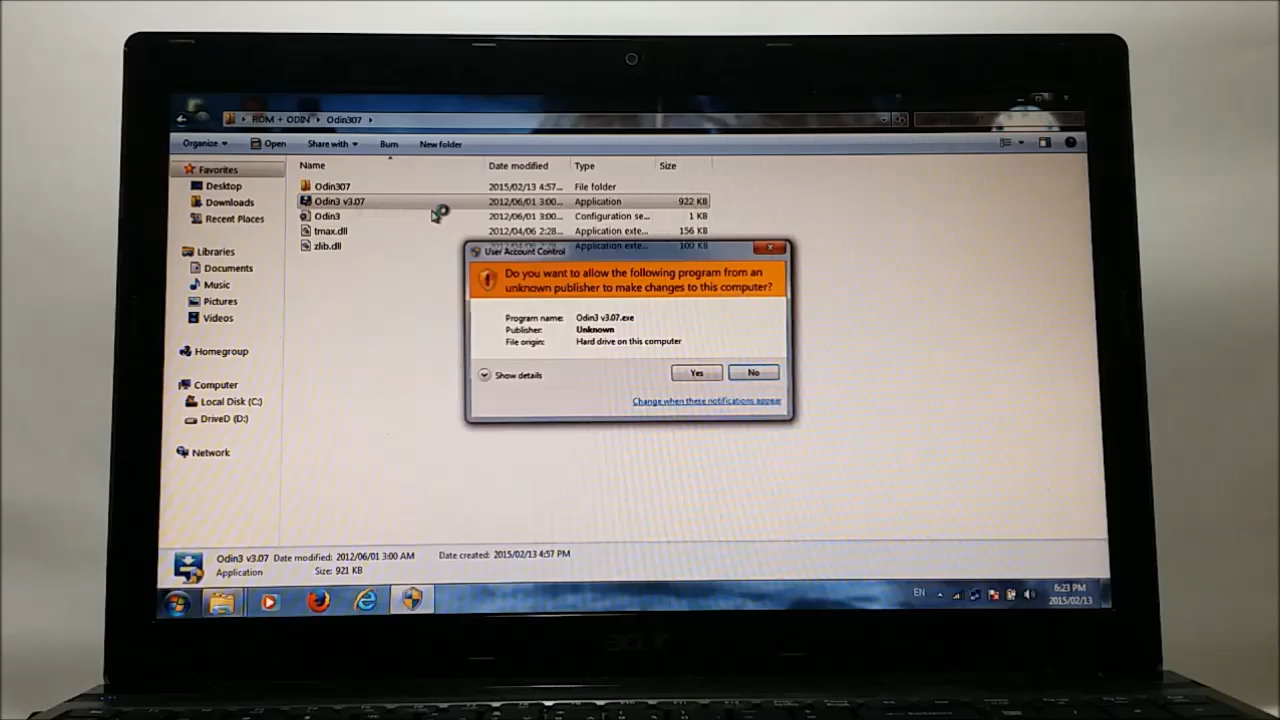 ROM + ODIN Odin307
Organize Open Share with Burn New folder
Name Date modified Type Size
Favorites
Desktop
Downloads
Recent Places
Libraries
Documents
Music
Pictures
Videos
Homegroup
Computer
Local Disk (C:)
DriveD (D:)
Network
Odin307 2015/02/13 4:57... File folder
Odin3 v3.07 2012/06/01 3:00... Application 922 KB
Odin3 2012/06/01 3:00... Configuration se... 1 KB
tmax.dll 2012/04/06 2:28... Application exte... 156 KB
zlib.dll Application exte... 100 KB
User Account Control
Do you want to allow the following program from an
unknown publisher to make changes to this computer?
Program name: Odin3 v3.07.exe
Publisher: Unknown
File origin: Hard drive on this computer
Show details Yes No
Change when these notifications appear
Odin3 v3.07 Date modified: 2012/06/01 3:00 AM Date created: 2015/02/13 4:57 PM
Application Size: 921 KB
EN 6:23 PM
2015/02/13
acer